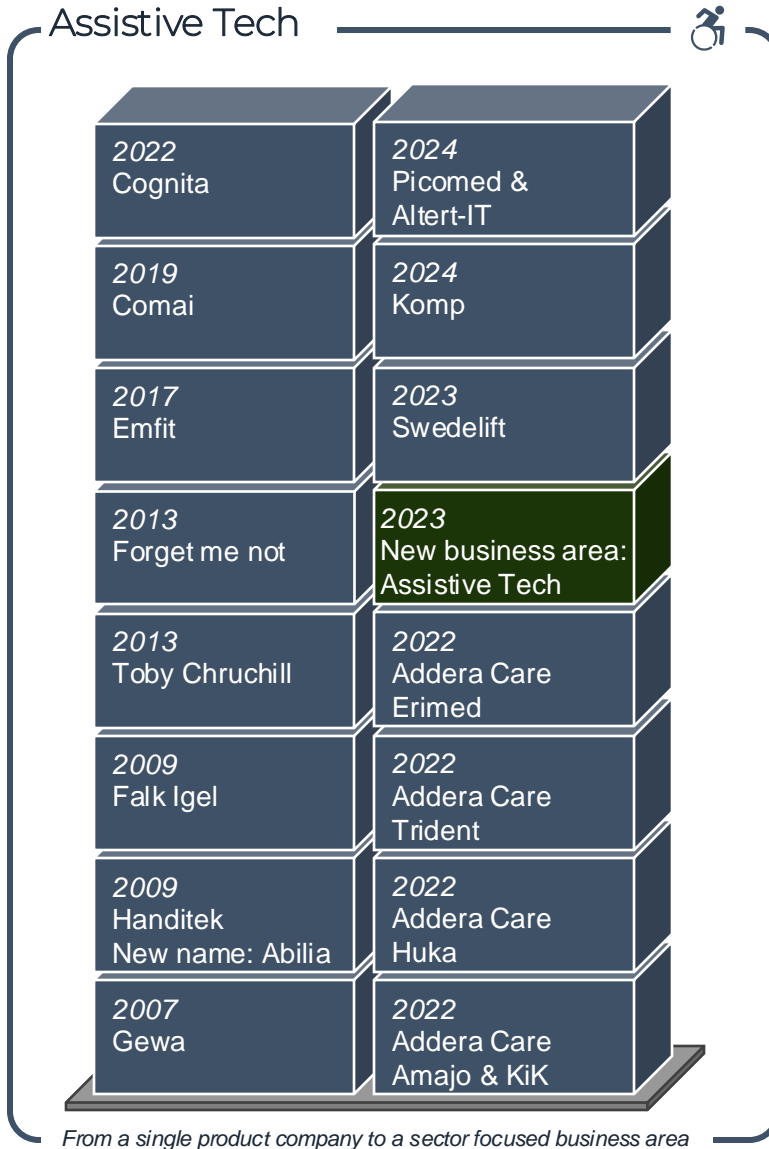 Assistive Tech
2022
Cognita
2019
Comai
2017
Emfit
2013
Forget me not
2013
Toby Chruchill
2009
Falk Igel
2009
Handitek
New name: Abilia
2007
Gewa
2024
Picomed &
Altert-IT
2024
Komp
2023
Swedelift
2023
New business area:
Assistive Tech
2022
Addera Care
Erimed
2022
Addera Care
Trident
2022
Addera Care
Huka
2022
Addera Care
Amajo & KiK
From a single product company to a sector focused business area